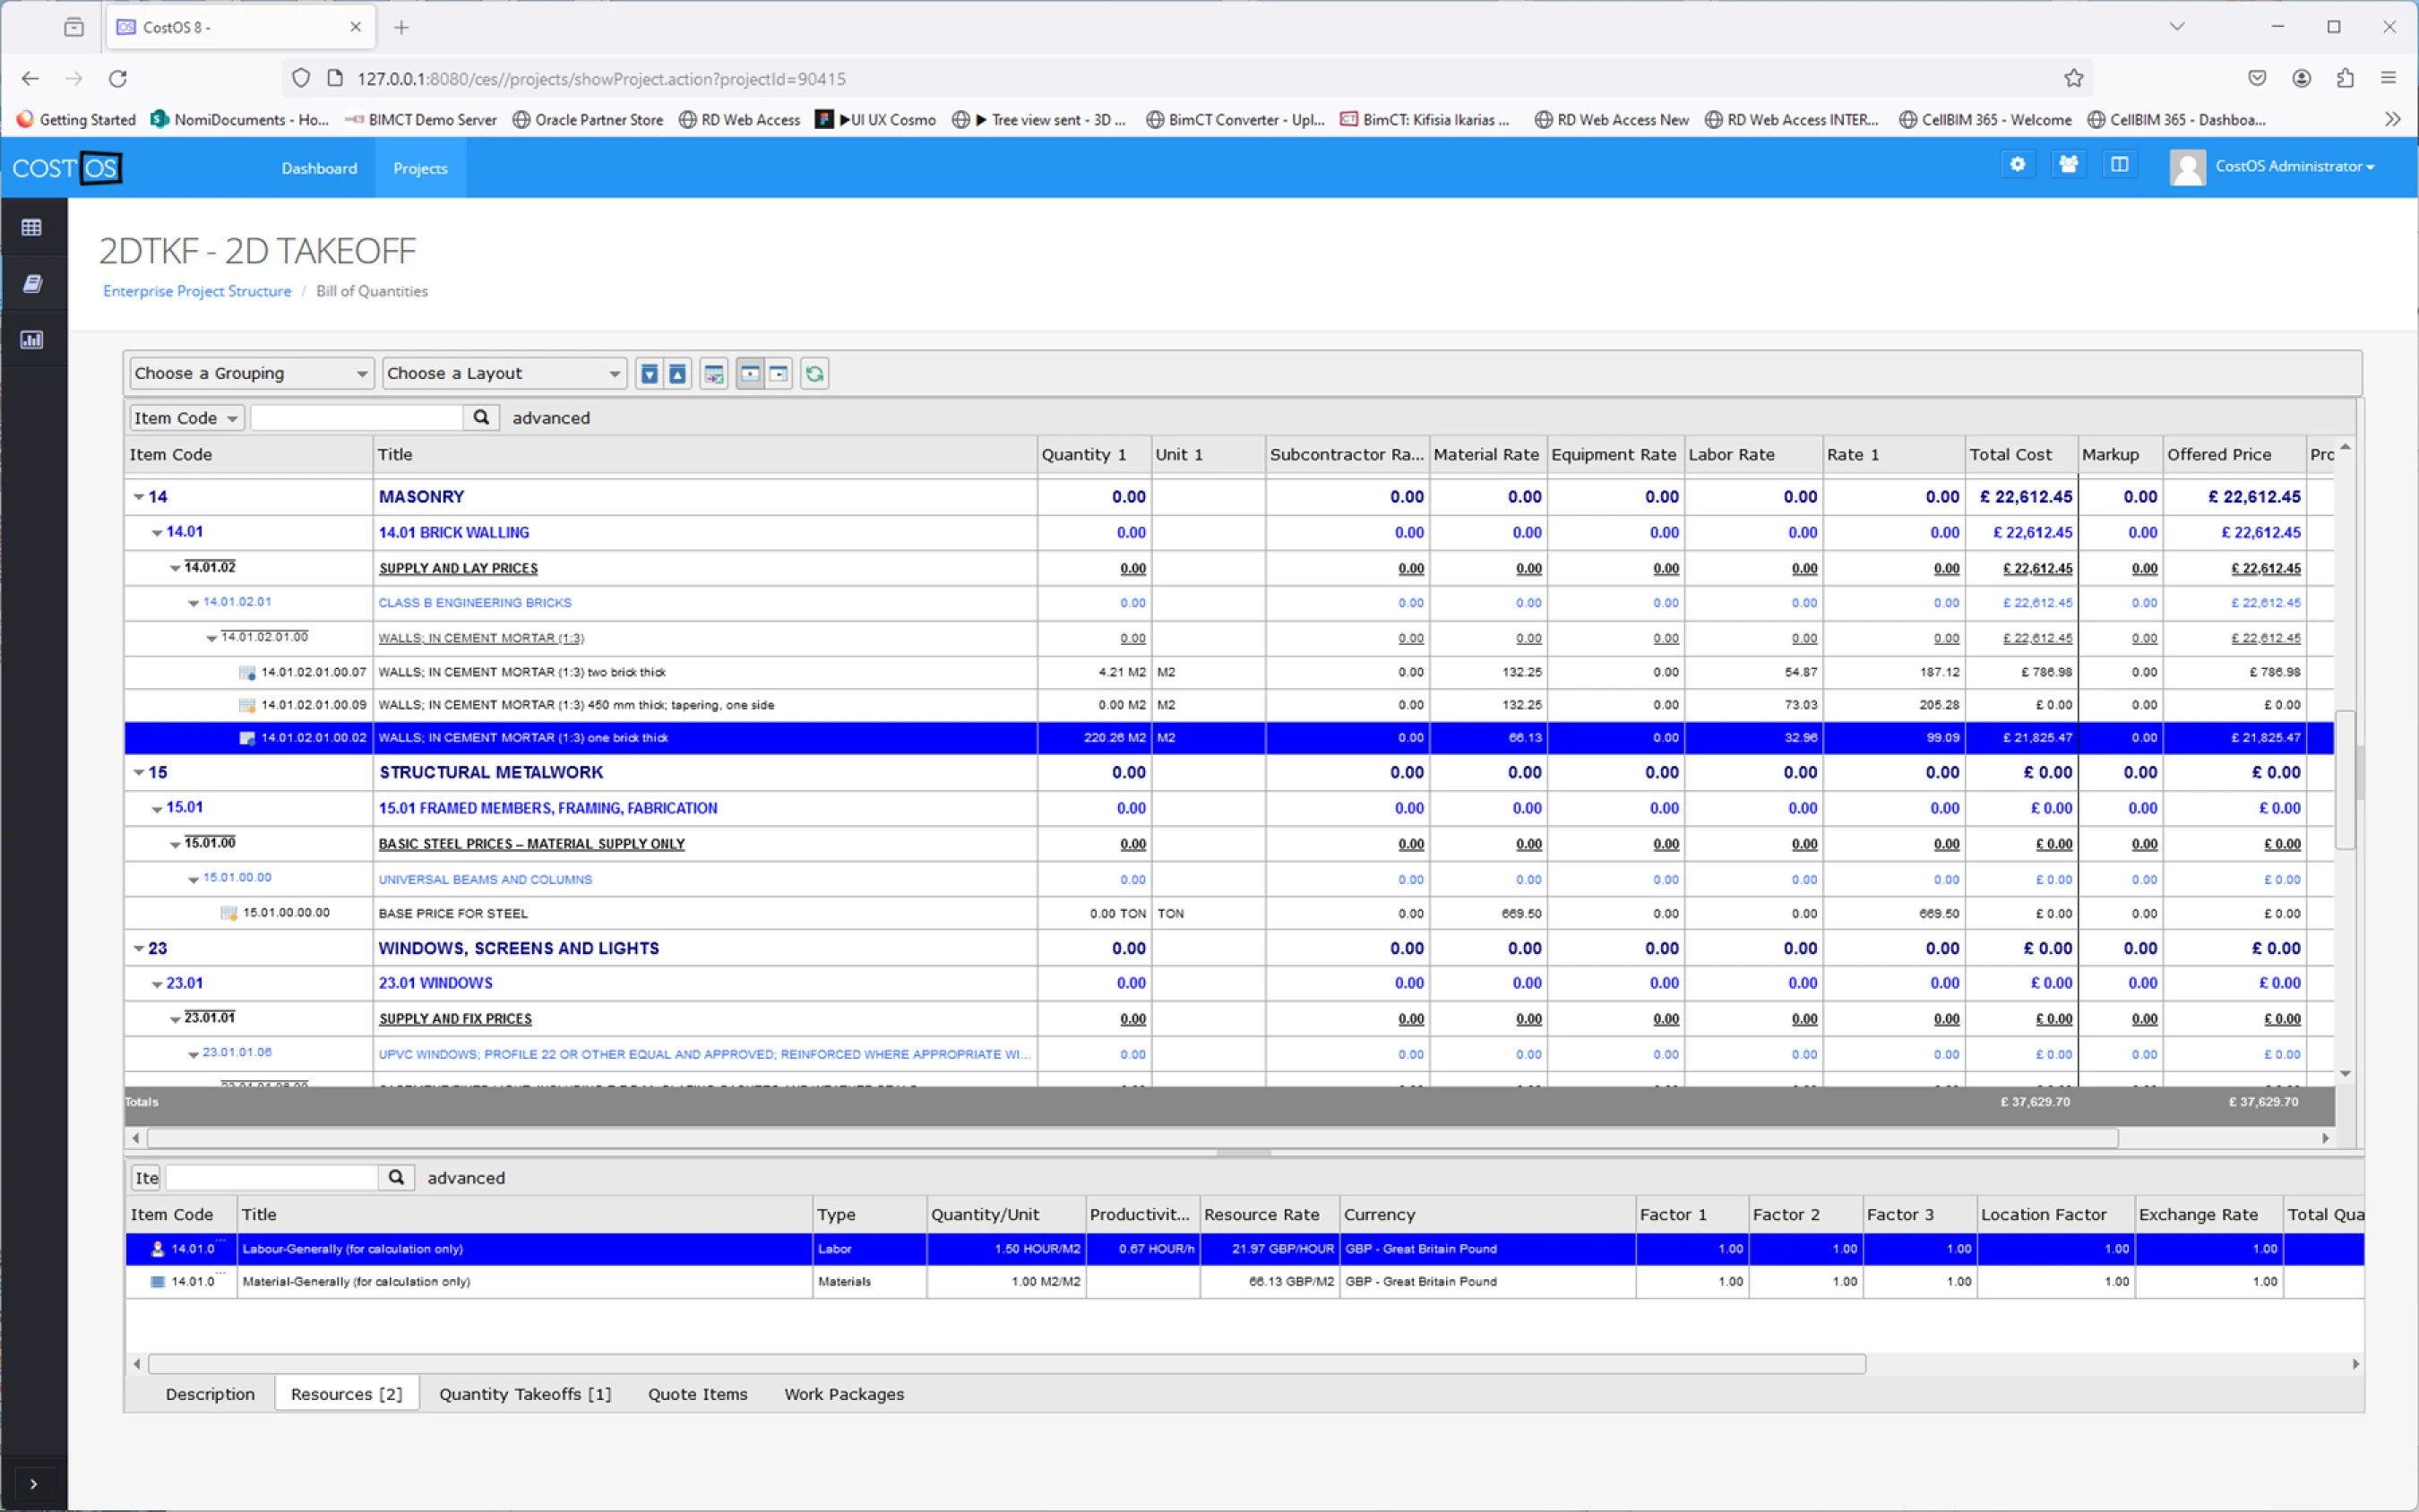 CostOS 8 -
127.0.0.1:8080/ces//projects/showProject.action?projectId=90415
Getting Started NomiDocuments - Ho... BIMCT Demo Server Oracle Partner Store RD Web Access ▶UI UX Cosmo ▶ Tree view sent - 3D ... BimCT Converter - Upl... BimCT: Kifisia Ikarias ... RD Web Access New RD Web Access INTER... CellBIM 365 - Welcome CellBIM 365 - Dashboa...
COST OS Dashboard Projects CostOS Administrator
2DTKF - 2D TAKEOFF
Enterprise Project Structure / Bill of Quantities
Choose a Grouping Choose a Layout
Item Code advanced
Item Code Title Quantity 1 Unit 1 Subcontractor Ra... Material Rate Equipment Rate Labor Rate Rate 1 Total Cost Markup Offered Price Pro
14 MASONRY 0.00 0.00 0.00 0.00 0.00 0.00 £ 22,612.45 0.00 £ 22,612.45
14.01 14.01 BRICK WALLING 0.00 0.00 0.00 0.00 0.00 0.00 £ 22,612.45 0.00 £ 22,612.45
14.01.02 SUPPLY AND LAY PRICES 0.00 0.00 0.00 0.00 0.00 0.00 £ 22,612.45 0.00 £ 22,612.45
14.01.02.01 CLASS B ENGINEERING BRICKS 0.00 0.00 0.00 0.00 0.00 0.00 £ 22,612.45 0.00 £ 22,612.45
14.01.02.01.00 WALLS; IN CEMENT MORTAR (1:3) 0.00 0.00 0.00 0.00 0.00 0.00 £ 22,612.45 0.00 £ 22,612.45
14.01.02.01.00.07 WALLS; IN CEMENT MORTAR (1:3) two brick thick 4.21 M2 M2 0.00 132.25 0.00 54.87 187.12 £ 786.98 0.00 £ 786.98
14.01.02.01.00.09 WALLS; IN CEMENT MORTAR (1:3) 450 mm thick; tapering, one side 0.00 M2 M2 0.00 132.25 0.00 73.03 205.28 £ 0.00 0.00 £ 0.00
14.01.02.01.00.02 WALLS; IN CEMENT MORTAR (1:3) one brick thick 220.26 M2 M2 0.00 66.13 0.00 32.96 99.09 £ 21,825.47 0.00 £ 21,825.47
15 STRUCTURAL METALWORK 0.00 0.00 0.00 0.00 0.00 0.00 £ 0.00 0.00 £ 0.00
15.01 15.01 FRAMED MEMBERS, FRAMING, FABRICATION 0.00 0.00 0.00 0.00 0.00 0.00 £ 0.00 0.00 £ 0.00
15.01.00 BASIC STEEL PRICES – MATERIAL SUPPLY ONLY 0.00 0.00 0.00 0.00 0.00 0.00 £ 0.00 0.00 £ 0.00
15.01.00.00 UNIVERSAL BEAMS AND COLUMNS 0.00 0.00 0.00 0.00 0.00 0.00 £ 0.00 0.00 £ 0.00
15.01.00.00.00 BASE PRICE FOR STEEL 0.00 TON TON 0.00 669.50 0.00 0.00 669.50 £ 0.00 0.00 £ 0.00
23 WINDOWS, SCREENS AND LIGHTS 0.00 0.00 0.00 0.00 0.00 0.00 £ 0.00 0.00 £ 0.00
23.01 23.01 WINDOWS 0.00 0.00 0.00 0.00 0.00 0.00 £ 0.00 0.00 £ 0.00
23.01.01 SUPPLY AND FIX PRICES 0.00 0.00 0.00 0.00 0.00 0.00 £ 0.00 0.00 £ 0.00
23.01.01.06 UPVC WINDOWS; PROFILE 22 OR OTHER EQUAL AND APPROVED; REINFORCED WHERE APPROPRIATE WI... 0.00 0.00 0.00 0.00 0.00 0.00 £ 0.00 0.00 £ 0.00
Totals £ 37,629.70 £ 37,629.70
Ite advanced
Item Code Title Type Quantity/Unit Productivit... Resource Rate Currency Factor 1 Factor 2 Factor 3 Location Factor Exchange Rate Total Qua
14.01.0... Labour-Generally (for calculation only) Labor 1.50 HOUR/M2 0.67 HOUR/h 21.97 GBP/HOUR GBP - Great Britain Pound 1.00 1.00 1.00 1.00 1.00
14.01.0... Material-Generally (for calculation only) Materials 1.00 M2/M2 66.13 GBP/M2 GBP - Great Britain Pound 1.00 1.00 1.00 1.00 1.00
Description Resources [2] Quantity Takeoffs [1] Quote Items Work Packages